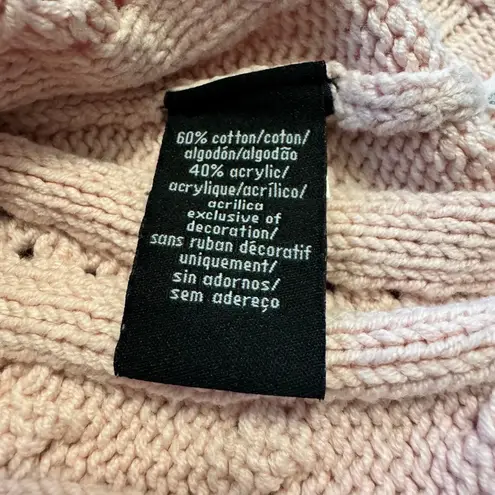 60% cotton/coton/
algodón/algodão
40% acrylic/
acrylique/acrílico/
acrílica
exclusive of
decoration/
sans ruban décoratif
uniquement/
sin adornos/
sem adereço